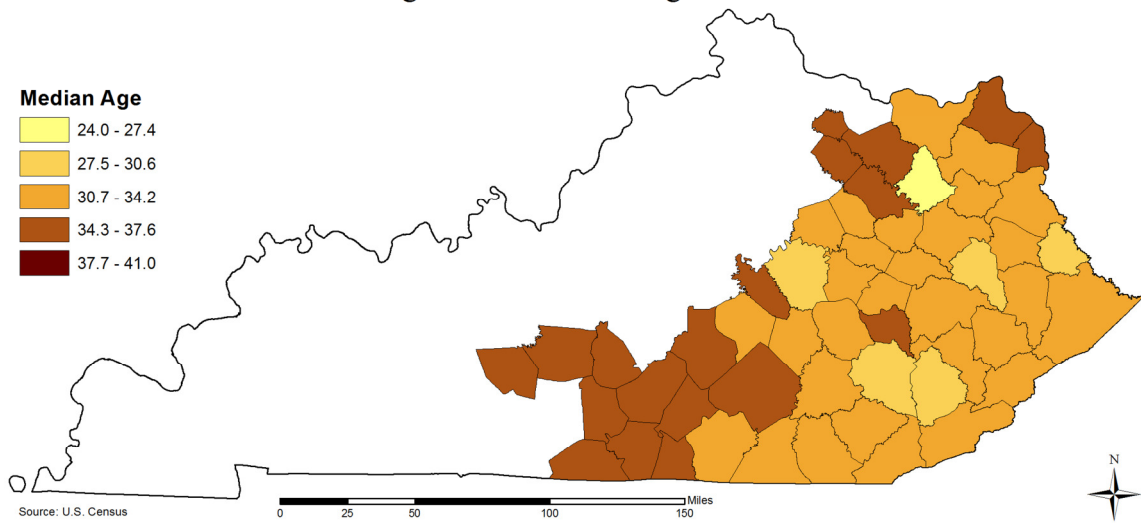 Median Age
24.0 - 27.4
27.5 - 30.6
30.7 - 34.2
34.3 - 37.6
37.7 - 41.0
N
Miles
0 25 50 100 150
Source: U.S. Census